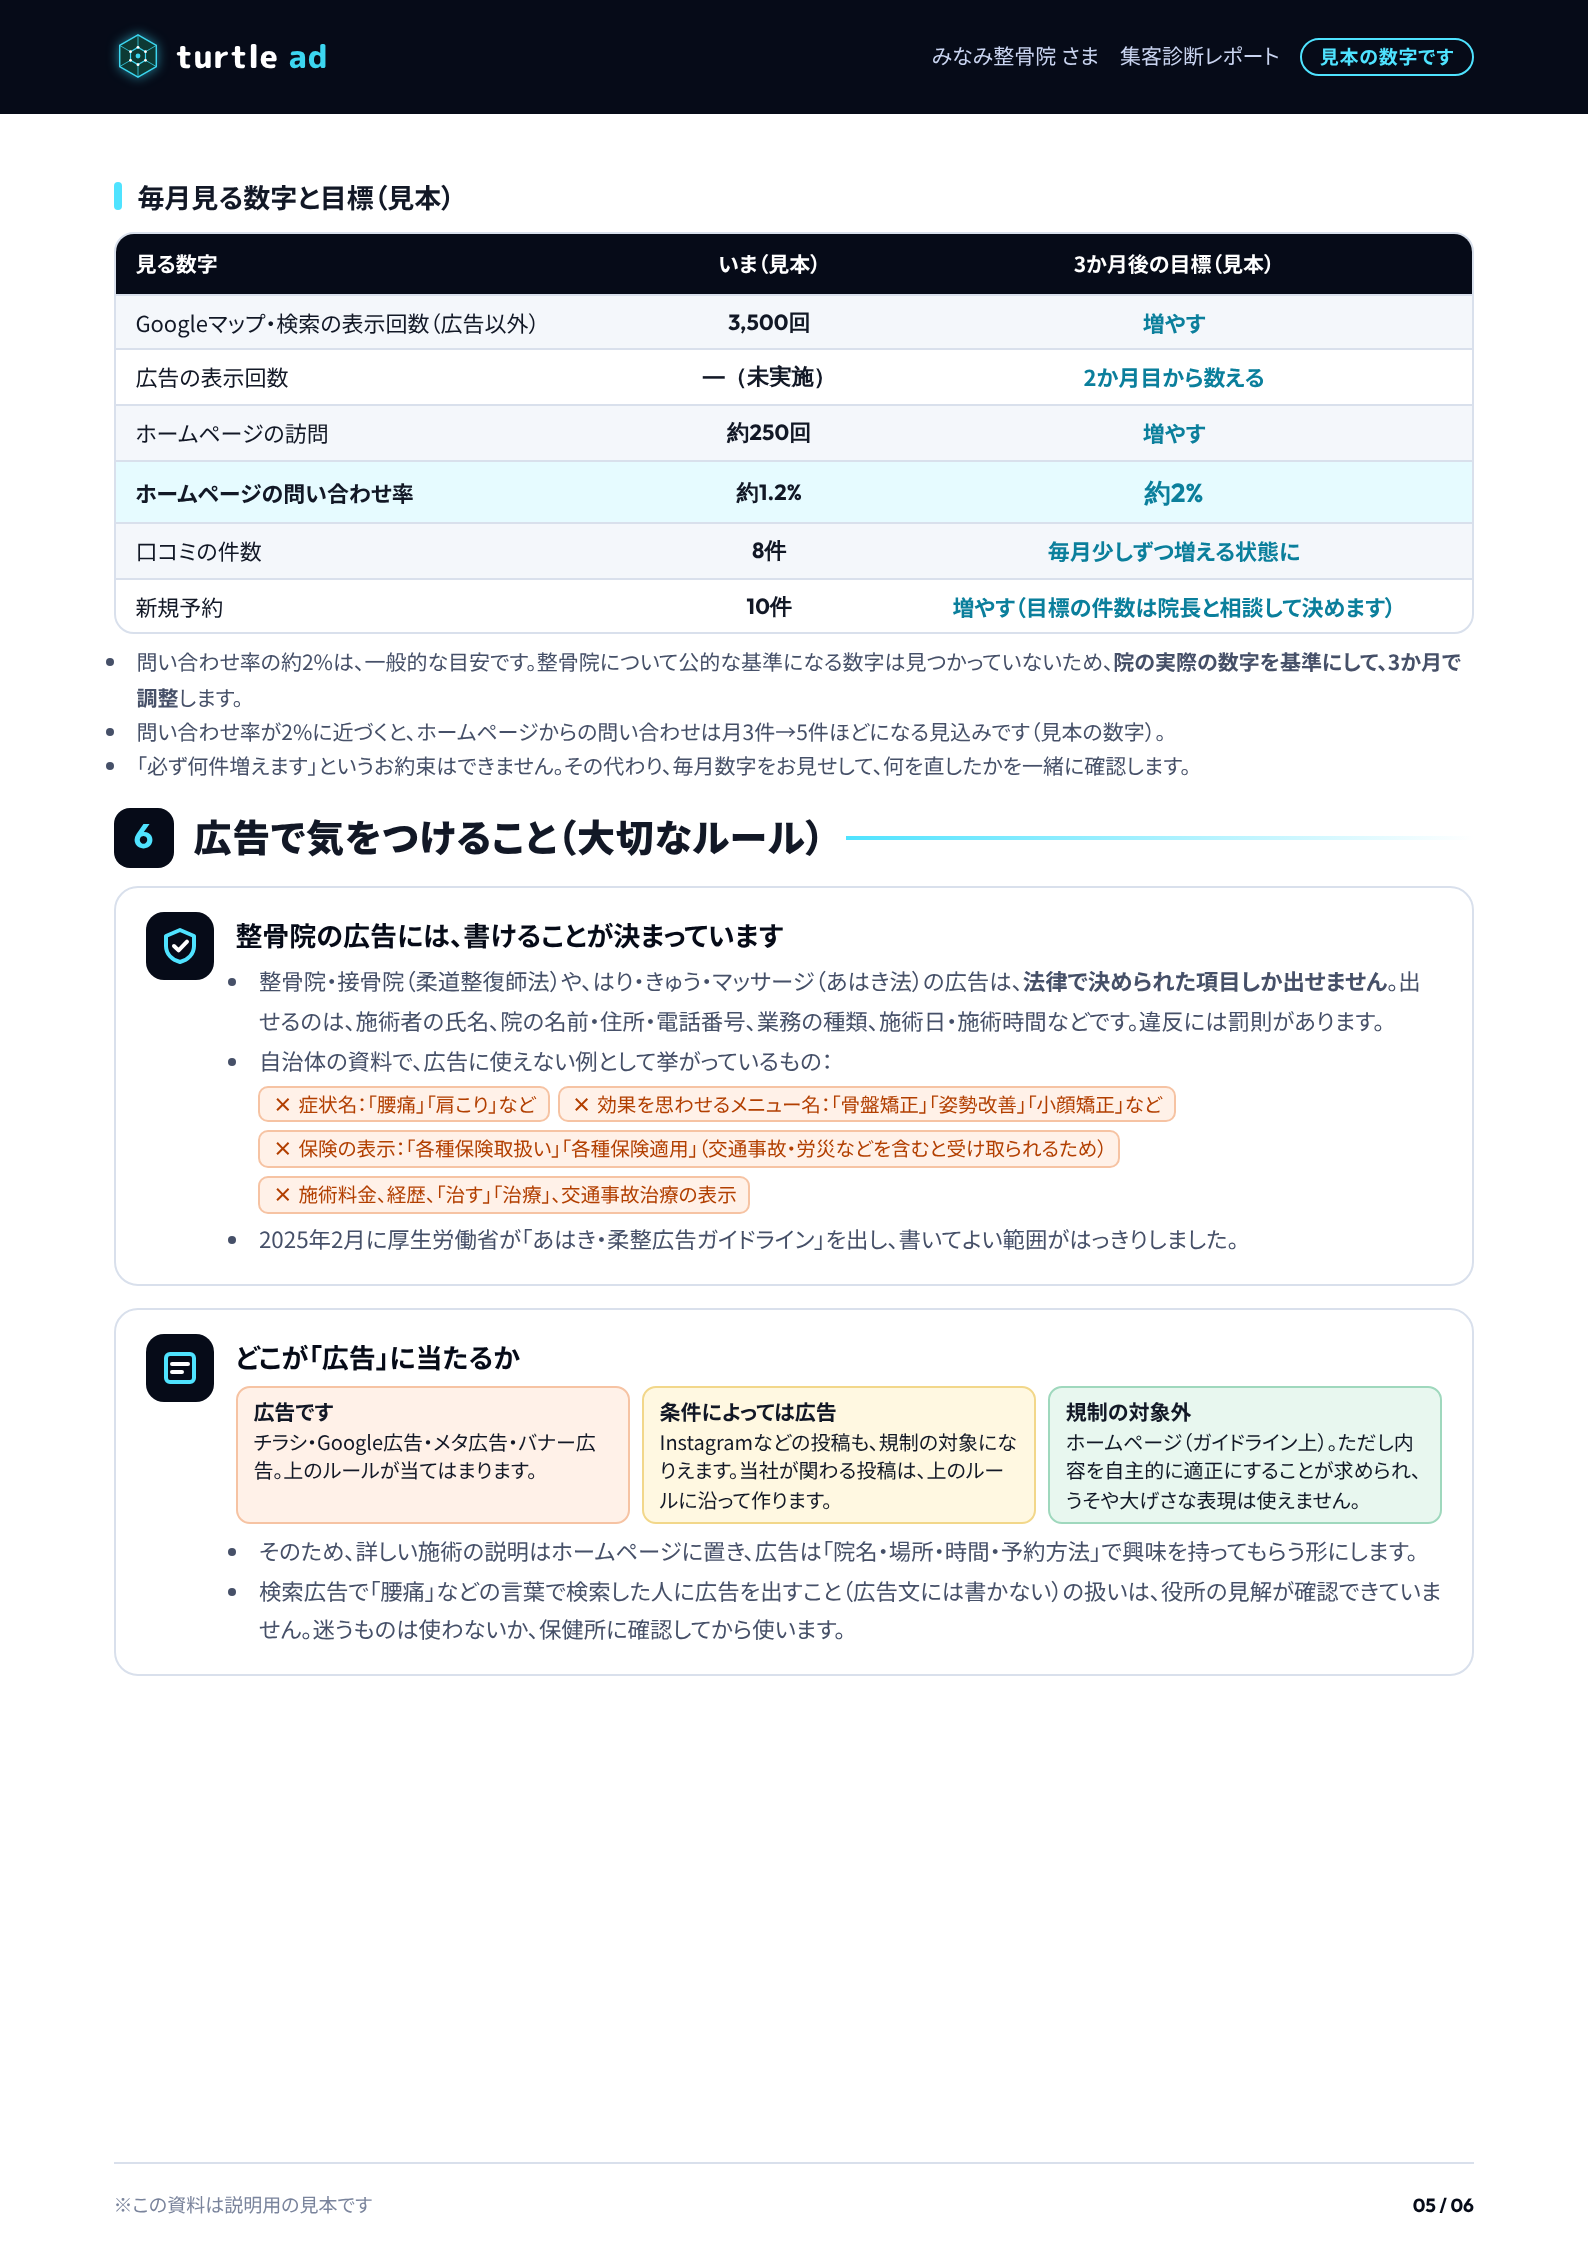 turtle ad
みなみ整骨院 さま 集客診断レポート 見本の数字です
毎月見る数字と目標（見本）
見る数字 いま（見本） 3か月後の目標（見本）
Googleマップ・検索の表示回数（広告以外） 3,500回 増やす
広告の表示回数 —（未実施） 2か月目から数える
ホームページの訪問 約250回 増やす
ホームページの問い合わせ率 約1.2% 約2%
口コミの件数 8件 毎月少しずつ増える状態に
新規予約 10件 増やす（目標の件数は院長と相談して決めます）
• 問い合わせ率の約2%は、一般的な目安です。整骨院について公的な基準になる数字は見つかっていないため、院の実際の数字を基準にして、3か月で
調整します。
• 問い合わせ率が2%に近づくと、ホームページからの問い合わせは月3件→5件ほどになる見込みです（見本の数字）。
• 「必ず何件増えます」というお約束はできません。その代わり、毎月数字をお見せして、何を直したかを一緒に確認します。
6 広告で気をつけること（大切なルール）
整骨院の広告には、書けることが決まっています
• 整骨院・接骨院（柔道整復師法）や、はり・きゅう・マッサージ（あはき法）の広告は、法律で決められた項目しか出せません。出
せるのは、施術者の氏名、院の名前・住所・電話番号、業務の種類、施術日・施術時間などです。違反には罰則があります。
• 自治体の資料で、広告に使えない例として挙がっているもの：
✕ 症状名：「腰痛」「肩こり」など ✕ 効果を思わせるメニュー名：「骨盤矯正」「姿勢改善」「小顔矯正」など
✕ 保険の表示：「各種保険取扱い」「各種保険適用」（交通事故・労災などを含むと受け取られるため）
✕ 施術料金、経歴、「治す」「治療」、交通事故治療の表示
• 2025年2月に厚生労働省が「あはき・柔整広告ガイドライン」を出し、書いてよい範囲がはっきりしました。
どこが「広告」に当たるか
広告です
チラシ・Google広告・メタ広告・バナー広
告。上のルールが当てはまります。
条件によっては広告
Instagramなどの投稿も、規制の対象にな
りえます。当社が関わる投稿は、上のルー
ルに沿って作ります。
規制の対象外
ホームページ（ガイドライン上）。ただし内
容を自主的に適正にすることが求められ、
うそや大げさな表現は使えません。
• そのため、詳しい施術の説明はホームページに置き、広告は「院名・場所・時間・予約方法」で興味を持ってもらう形にします。
• 検索広告で「腰痛」などの言葉で検索した人に広告を出すこと（広告文には書かない）の扱いは、役所の見解が確認できていま
せん。迷うものは使わないか、保健所に確認してから使います。
※この資料は説明用の見本です
05 / 06